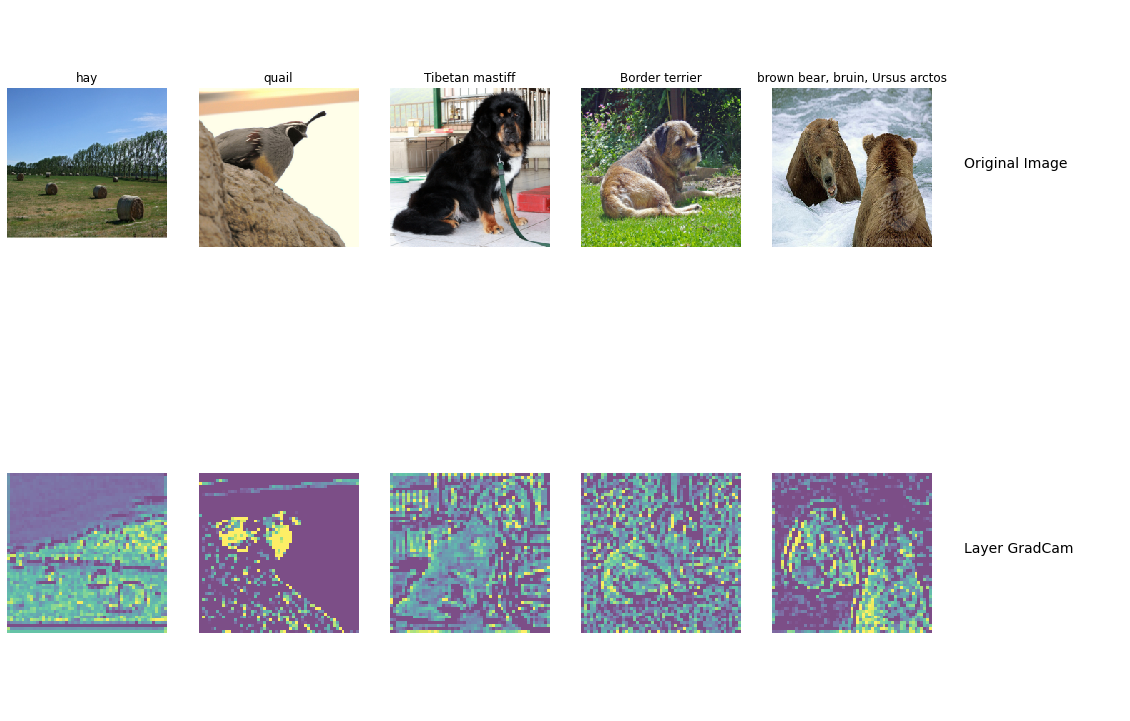 hay
quail
Tibetan mastiff
Border terrier
brown bear, bruin, Ursus arctos
Original Image
Layer GradCam